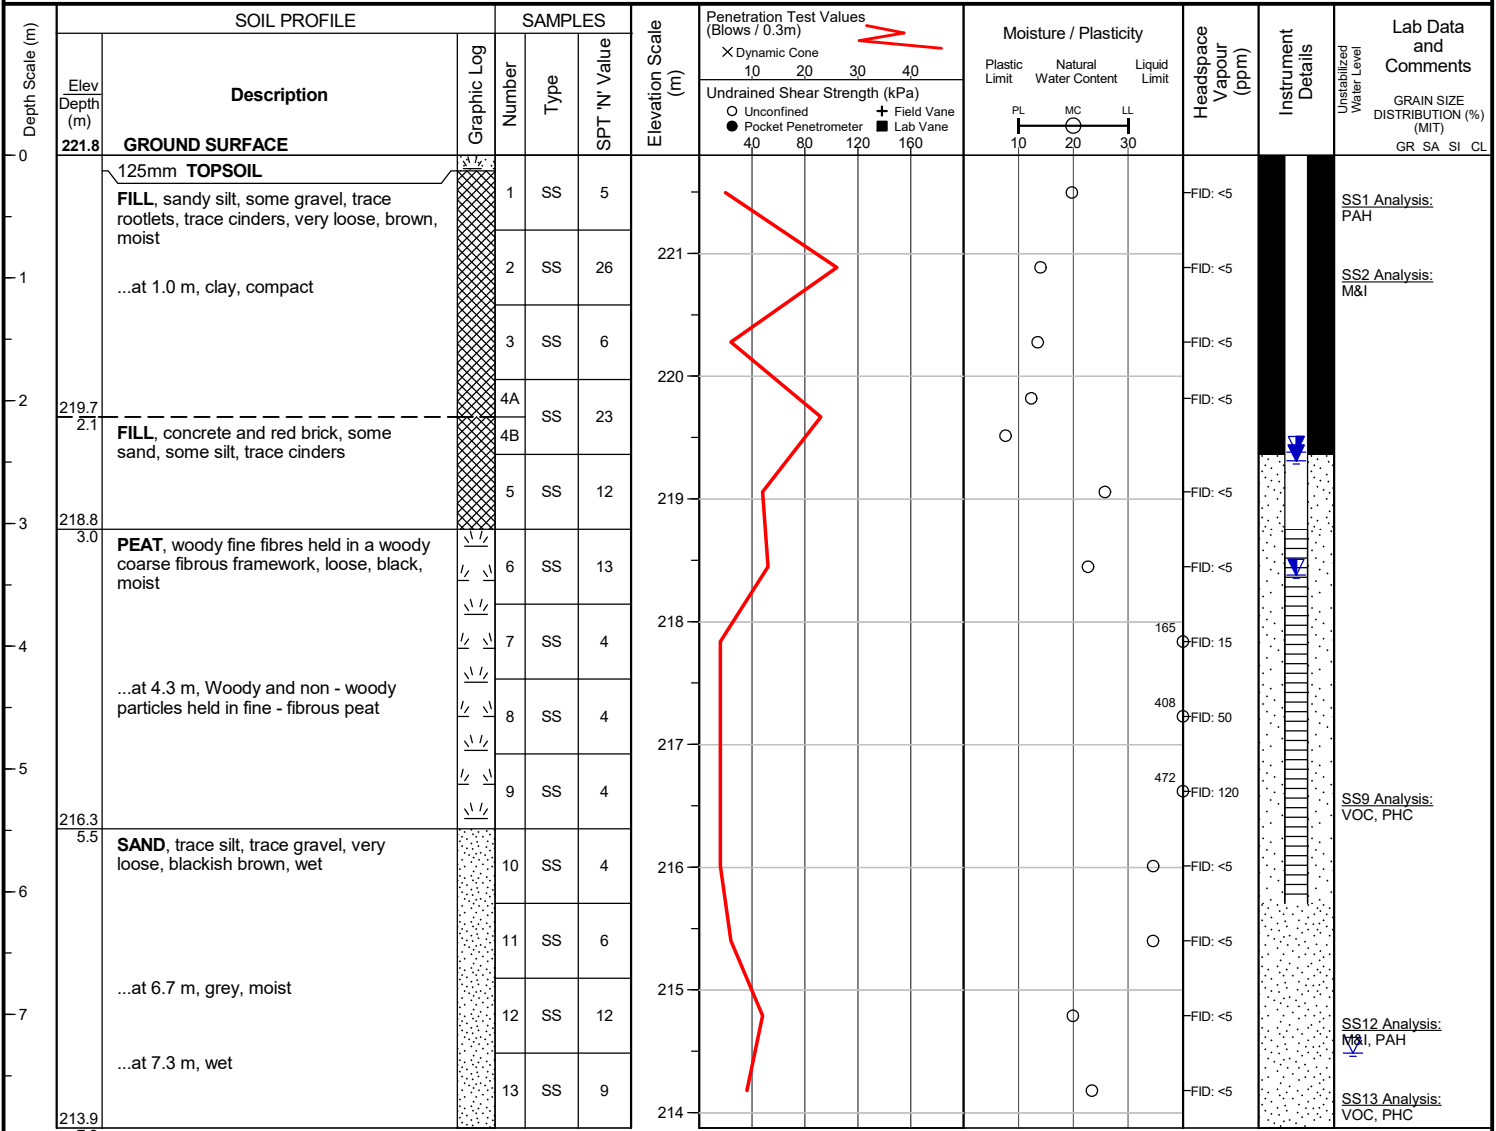 SOIL PROFILE
SAMPLES
Depth Scale (m)
Elev
Depth
(m)
221.8
Description
GROUND SURFACE
Graphic Log
Number
Type
SPT 'N' Value
Elevation Scale
(m)
Penetration Test Values
(Blows / 0.3m)
Dynamic Cone
10 20 30 40
Undrained Shear Strength (kPa)
Unconfined
Field Vane
Pocket Penetrometer
Lab Vane
40 80 120 160
Moisture / Plasticity
Plastic
Limit
Natural
Water Content
Liquid
Limit
PL MC LL
10 20 30
Headspace
Vapour
(ppm)
Instrument
Details
Unstabilized
Water Level
Lab Data
and
Comments
GRAIN SIZE
DISTRIBUTION (%)
(MIT)
GR SA SI CL
0
125mm TOPSOIL
FILL, sandy silt, some gravel, trace
rootlets, trace cinders, very loose, brown,
moist
1 SS 5
FID: <5
SS1 Analysis:
PAH
221
1
...at 1.0 m, clay, compact
2 SS 26
FID: <5
SS2 Analysis:
M&I
3 SS 6
FID: <5
220
2
219.7
2.1
4A
SS 23
4B
FID: <5
FILL, concrete and red brick, some
sand, some silt, trace cinders
5 SS 12
FID: <5
219
3
218.8
3.0
PEAT, woody fine fibres held in a woody
coarse fibrous framework, loose, black,
moist
6 SS 13
FID: <5
218
4
7 SS 4
165
FID: 15
...at 4.3 m, Woody and non - woody
particles held in fine - fibrous peat
8 SS 4
408
FID: 50
217
5
9 SS 4
472
FID: 120
SS9 Analysis:
VOC, PHC
216.3
5.5
SAND, trace silt, trace gravel, very
loose, blackish brown, wet
10 SS 4
FID: <5
216
6
11 SS 6
FID: <5
...at 6.7 m, grey, moist
215
7
12 SS 12
FID: <5
SS12 Analysis:
M&I, PAH
...at 7.3 m, wet
13 SS 9
FID: <5
SS13 Analysis:
VOC, PHC
214
213.9